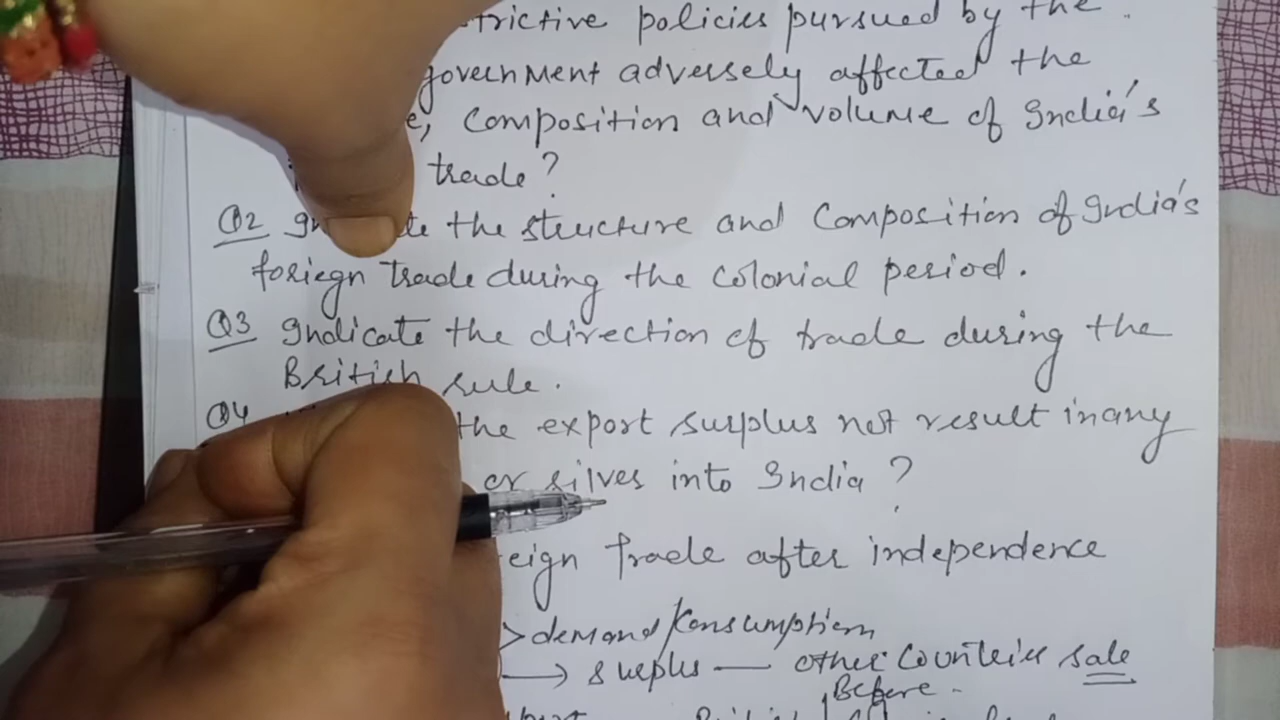 trictive policies pursued by the
government adversely affected the
composition and volume of India's
trade?
Q2 the structure and composition of India's
foriegn trade during the colonial period.
Q3 Indicate the direction of trade during the
British rule.
Q4 the export surplus not result in any
or silver into India?
eign trade after independence
demand/consumption
→ surplus — other countries sale
Before